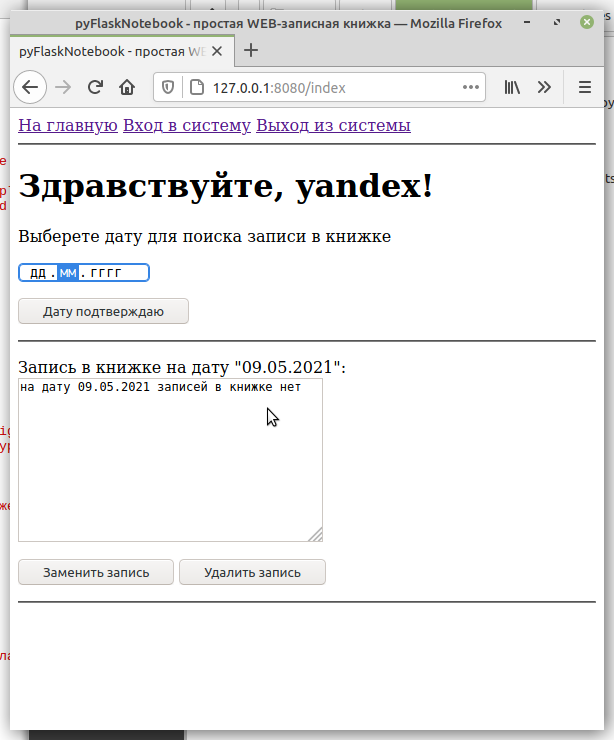 pyFlaskNotebook - простая WEB-записная книжка — Mozilla Firefox
pyFlaskNotebook - простая WE
127.0.0.1:8080/index
На главную Вход в систему Выход из системы
Здравствуйте, yandex!
Выберете дату для поиска записи в книжке
дд.мм.гггг
Дату подтверждаю
Запись в книжке на дату "09.05.2021":
на дату 09.05.2021 записей в книжке нет
Заменить запись Удалить запись